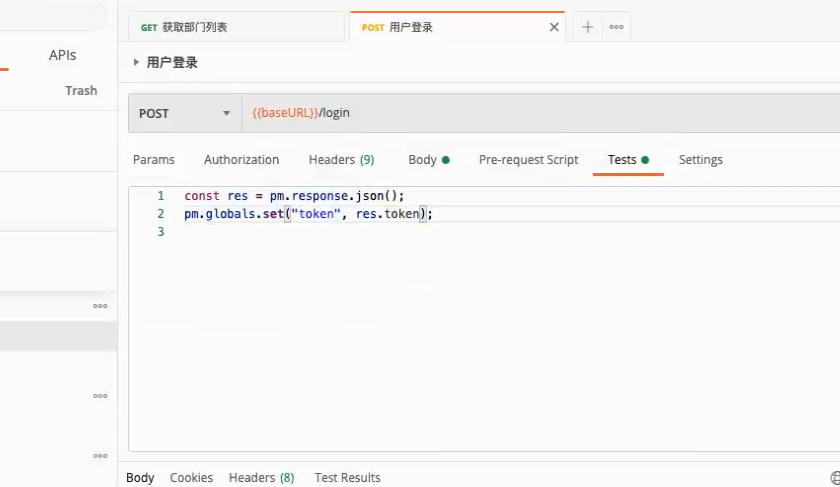 GET 获取部门列表
POST 用户登录
APIs
用户登录
Trash
POST {{baseURL}}/login
Params Authorization Headers (9) Body Pre-request Script Tests Settings
1 const res = pm.response.json();
2 pm.globals.set("token", res.token);
3
Body Cookies Headers (8) Test Results